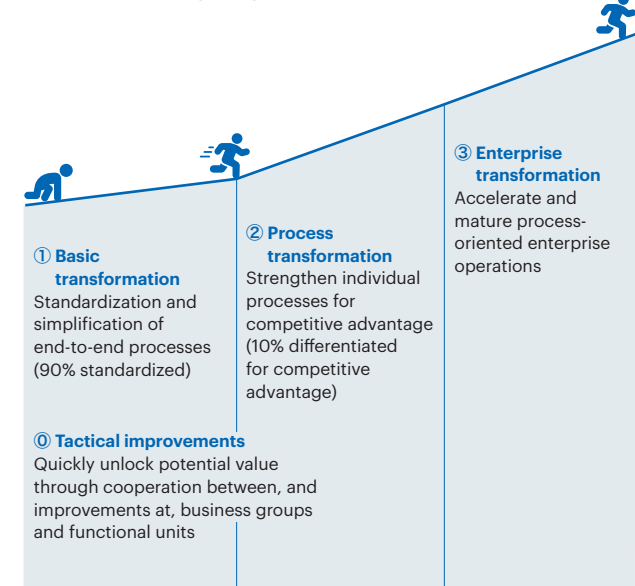 ① Basic
transformation
Standardization and
simplification of
end-to-end processes
(90% standardized)
② Process
transformation
Strengthen individual
processes for
competitive advantage
(10% differentiated
for competitive
advantage)
③ Enterprise
transformation
Accelerate and
mature process-
oriented enterprise
operations
⓪ Tactical improvements
Quickly unlock potential value
through cooperation between, and
improvements at, business groups
and functional units